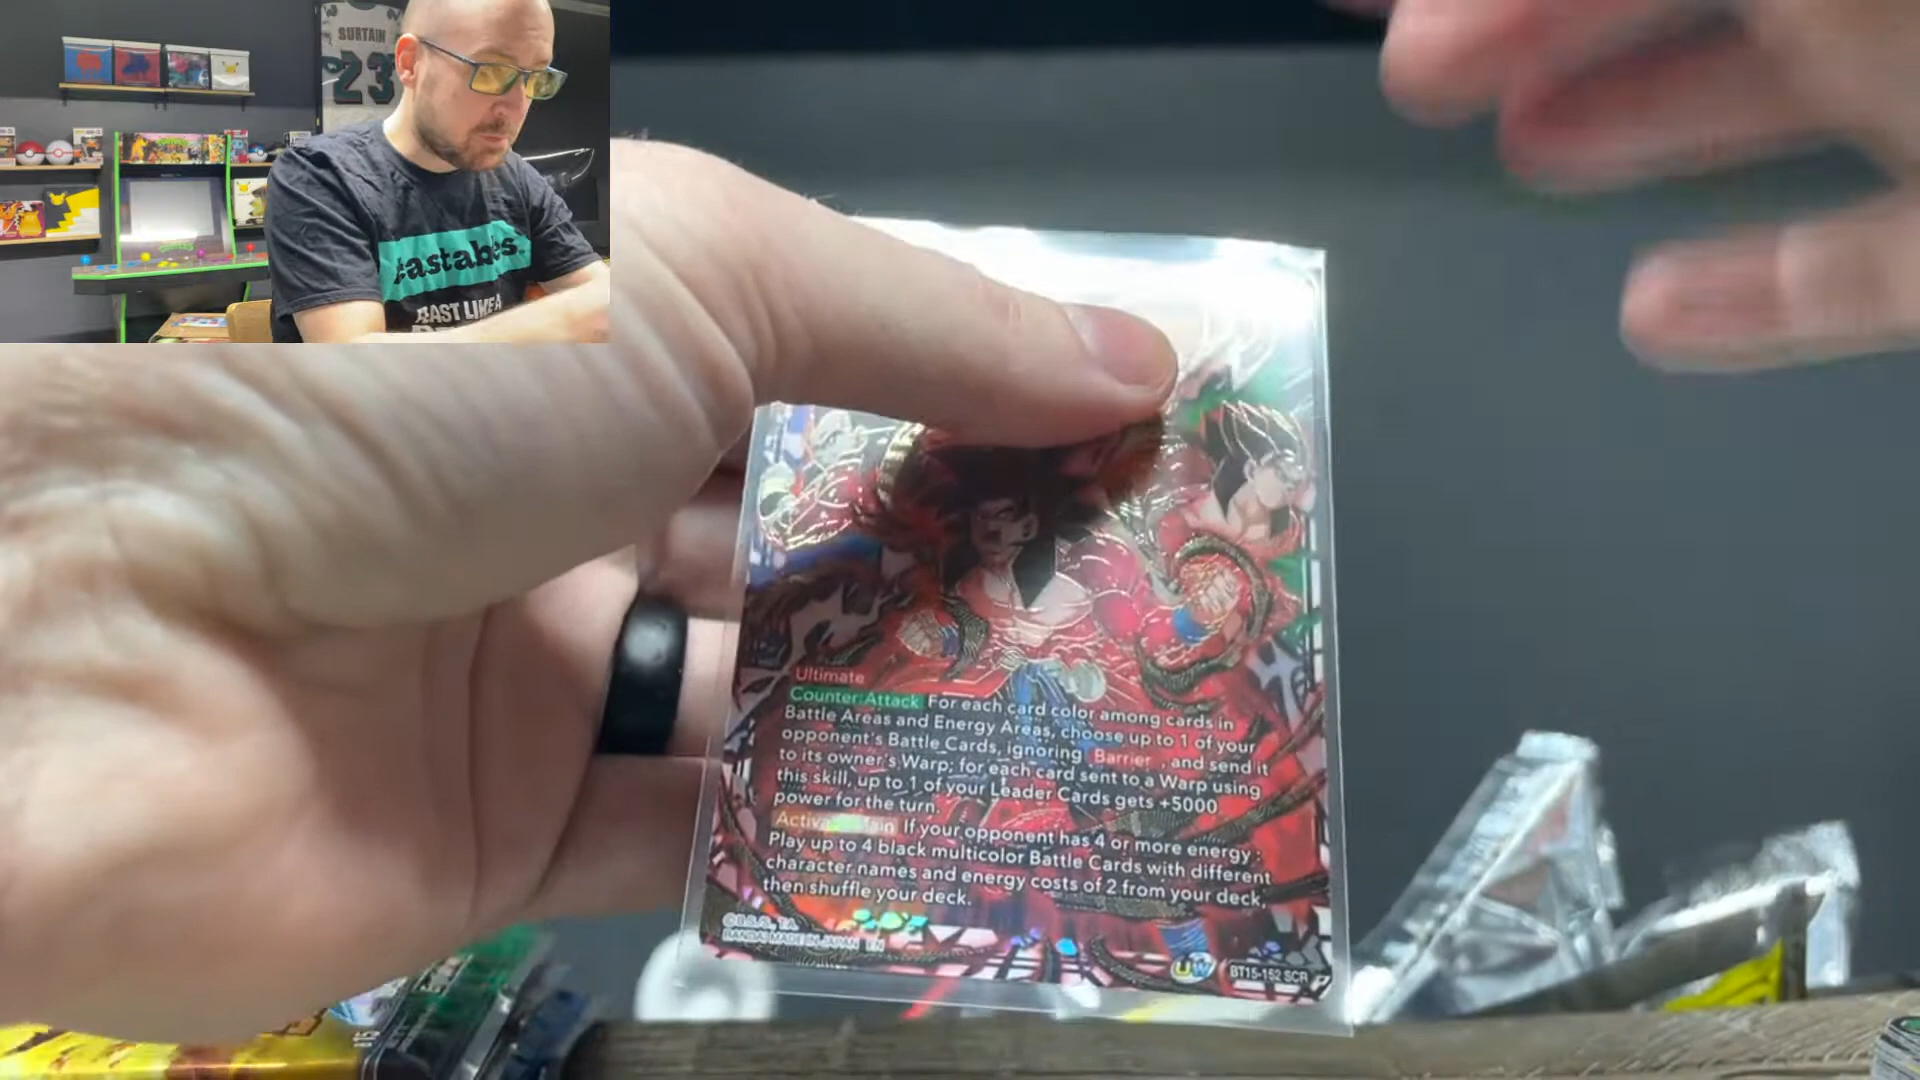 SURTAIN
23
Ultimate
Counter:Attack For each card color among cards in
Battle Areas and Energy Areas, choose up to 1 of your
opponent's Battle Cards, ignoring Barrier , and send it
to its owner's Warp; for each card sent to a Warp using
this skill, up to 1 of your Leader Cards gets +5000
power for the turn.
If your opponent has 4 or more energy :
Play up to 4 black multicolor Battle Cards with different
character names and energy costs of 2 from your deck,
then shuffle your deck.
©B.S./S., T.A.
BANDAI MADE IN JAPAN EN
UW
BT15-152 SCR